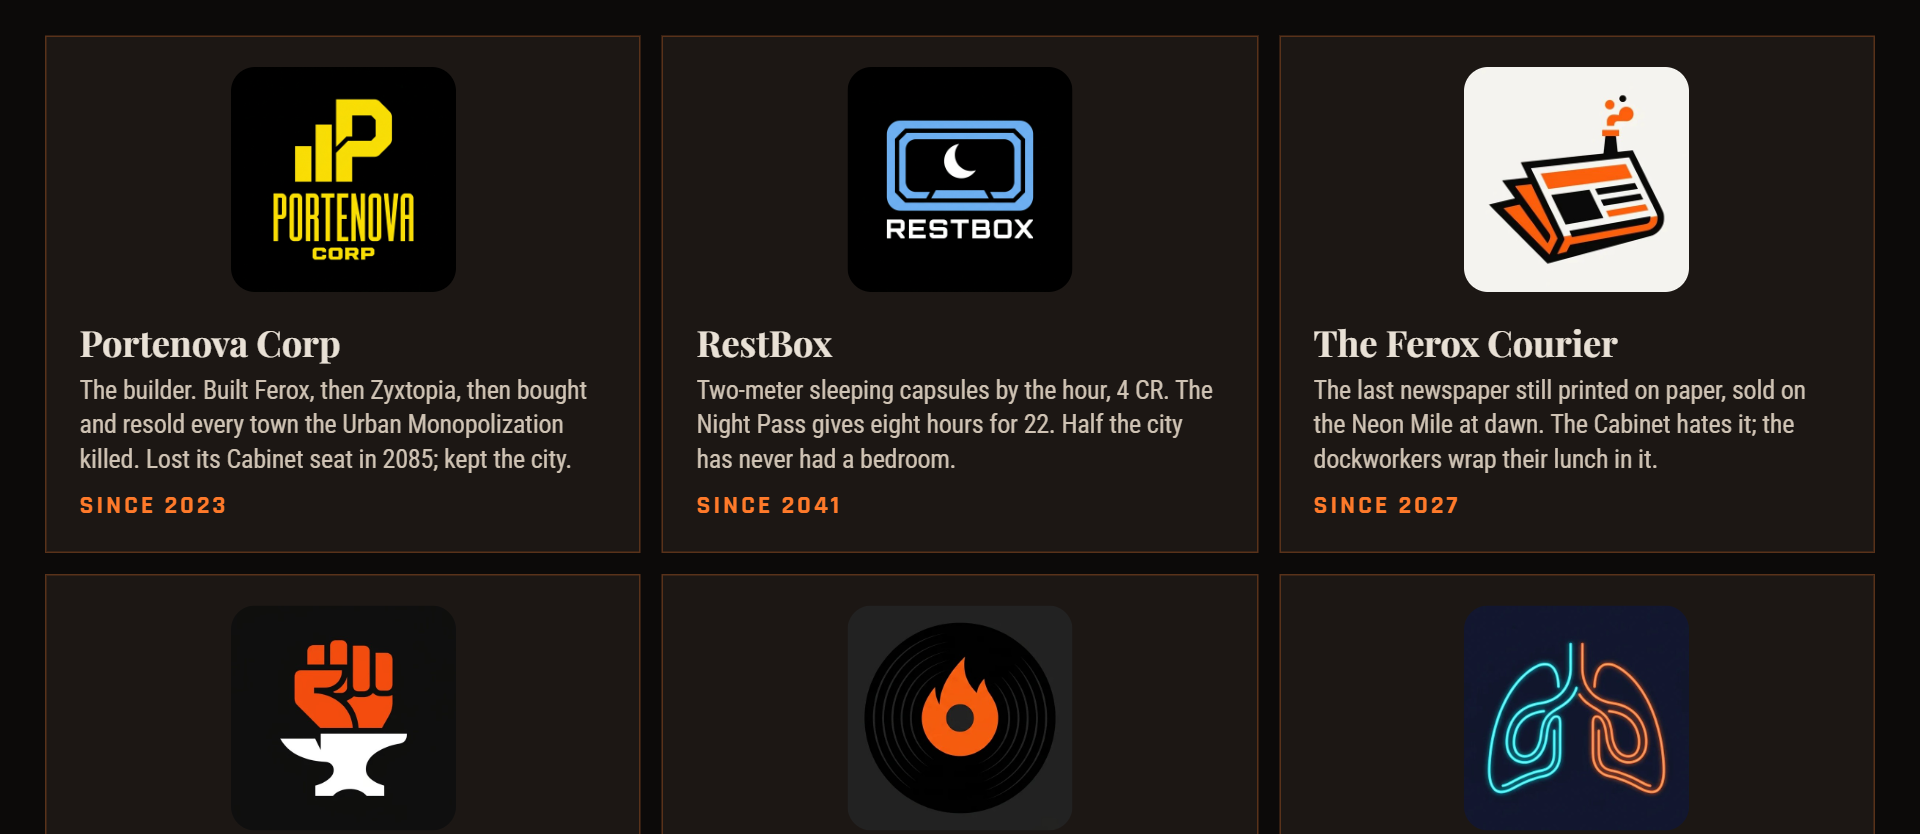 PORTENOVA
CORP
RESTBOX
Portenova Corp
The builder. Built Ferox, then Zyxtopia, then bought
and resold every town the Urban Monopolization
killed. Lost its Cabinet seat in 2085; kept the city.
SINCE 2023
RestBox
Two-meter sleeping capsules by the hour, 4 CR. The
Night Pass gives eight hours for 22. Half the city
has never had a bedroom.
SINCE 2041
The Ferox Courier
The last newspaper still printed on paper, sold on
the Neon Mile at dawn. The Cabinet hates it; the
dockworkers wrap their lunch in it.
SINCE 2027